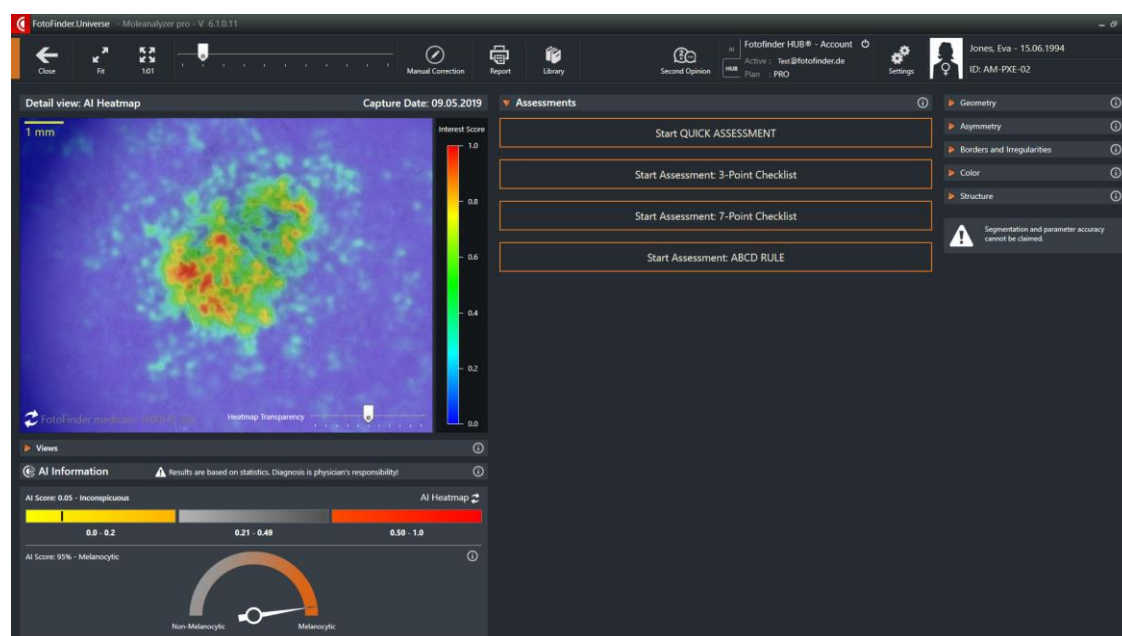 FotoFinder.Universe - Moleanalyzer pro - V 6.1.0.11
Close
Fit
1:01
Manual Correction
Report
Library
Second Opinion
AI
HUB
Fotofinder HUB® - Account
Active : Test@fotofinder.de
Plan : PRO
Settings
Jones, Eva - 15.06.1994
ID: AM-PXE-02
Detail view: AI Heatmap
Capture Date: 09.05.2019
1 mm
Interest Score
1.0
0.8
0.6
0.4
0.2
0.0
FotoFinder medicam
Heatmap Transparency
Views
AI Information
Results are based on statistics. Diagnosis is physician's responsibility!
AI Score: 0.05 - Inconspicuous
AI Heatmap
0.0 - 0.2
0.21 - 0.49
0.50 - 1.0
AI Score: 95% - Melanocytic
Non-Melanocytic
Melanocytic
Assessments
Start QUICK ASSESSMENT
Start Assessment: 3-Point Checklist
Start Assessment: 7-Point Checklist
Start Assessment: ABCD RULE
Geometry
Asymmetry
Borders and Irregularities
Color
Structure
Segmentation and parameter accuracy
cannot be claimed.